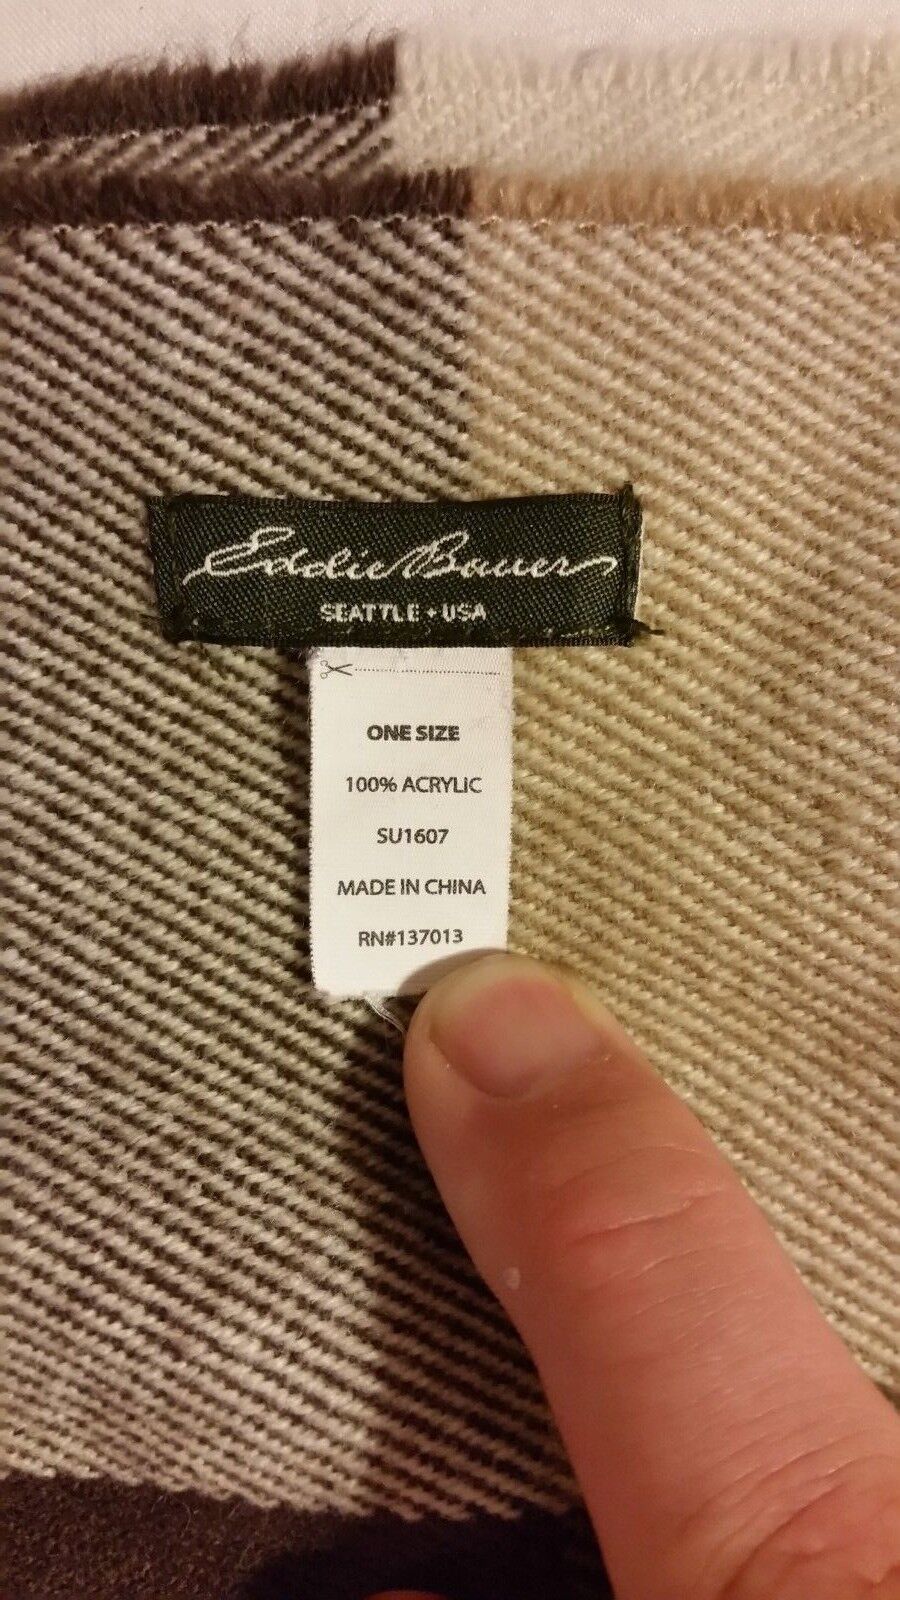 Eddie Bauer
SEATTLE • USA
ONE SIZE
100% ACRYLIC
SU1607
MADE IN CHINA
RN#137013